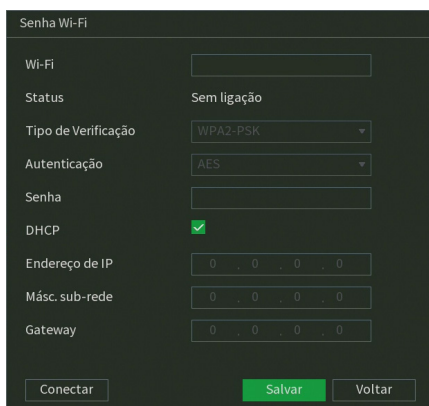 Senha Wi-Fi
Wi-Fi
Status Sem ligação
Tipo de Verificação WPA2-PSK
Autenticação AES
Senha
DHCP
Endereço de IP 0 . 0 . 0 . 0
Másc. sub-rede 0 . 0 . 0 . 0
Gateway 0 . 0 . 0 . 0
Conectar Salvar Voltar